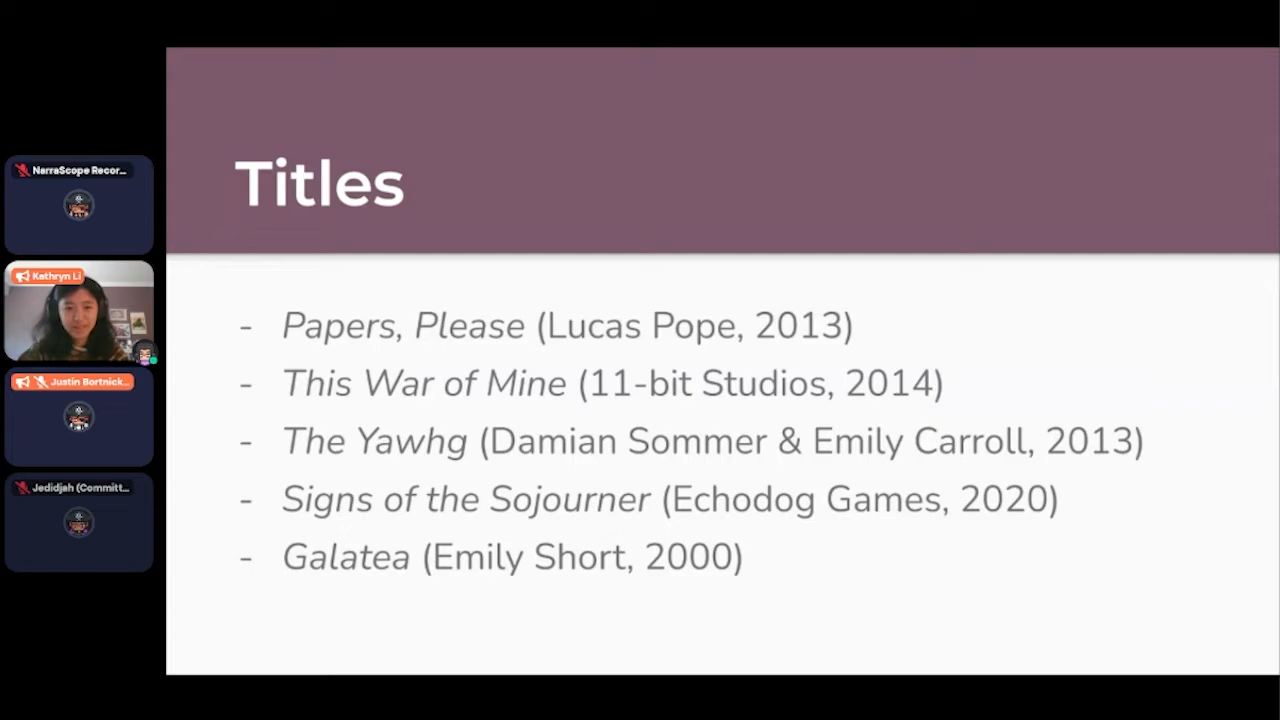 NarraScope Recor...
Kathryn Li
Justin Bortnick...
Jedidjah (Committ...
Titles
- Papers, Please (Lucas Pope, 2013)
- This War of Mine (11-bit Studios, 2014)
- The Yawhg (Damian Sommer & Emily Carroll, 2013)
- Signs of the Sojourner (Echodog Games, 2020)
- Galatea (Emily Short, 2000)